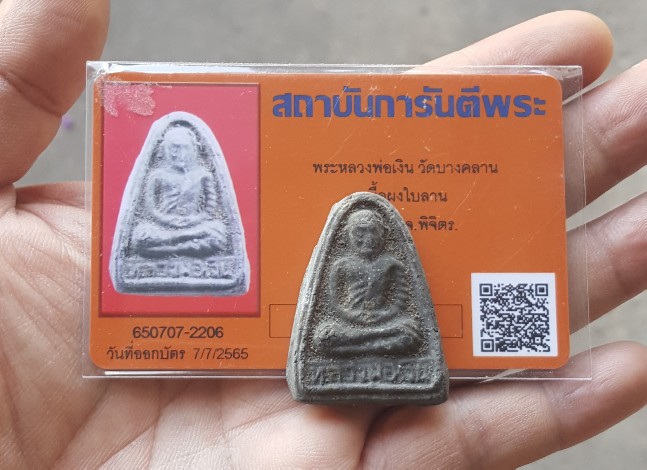 สถาบันการันตีพระ
พระหลวงพ่อเงิน วัดบางคลาน
ผงใบลาน
จ.พิจิตร.
650707-2206
วันที่ออกบัตร 7/7/2565